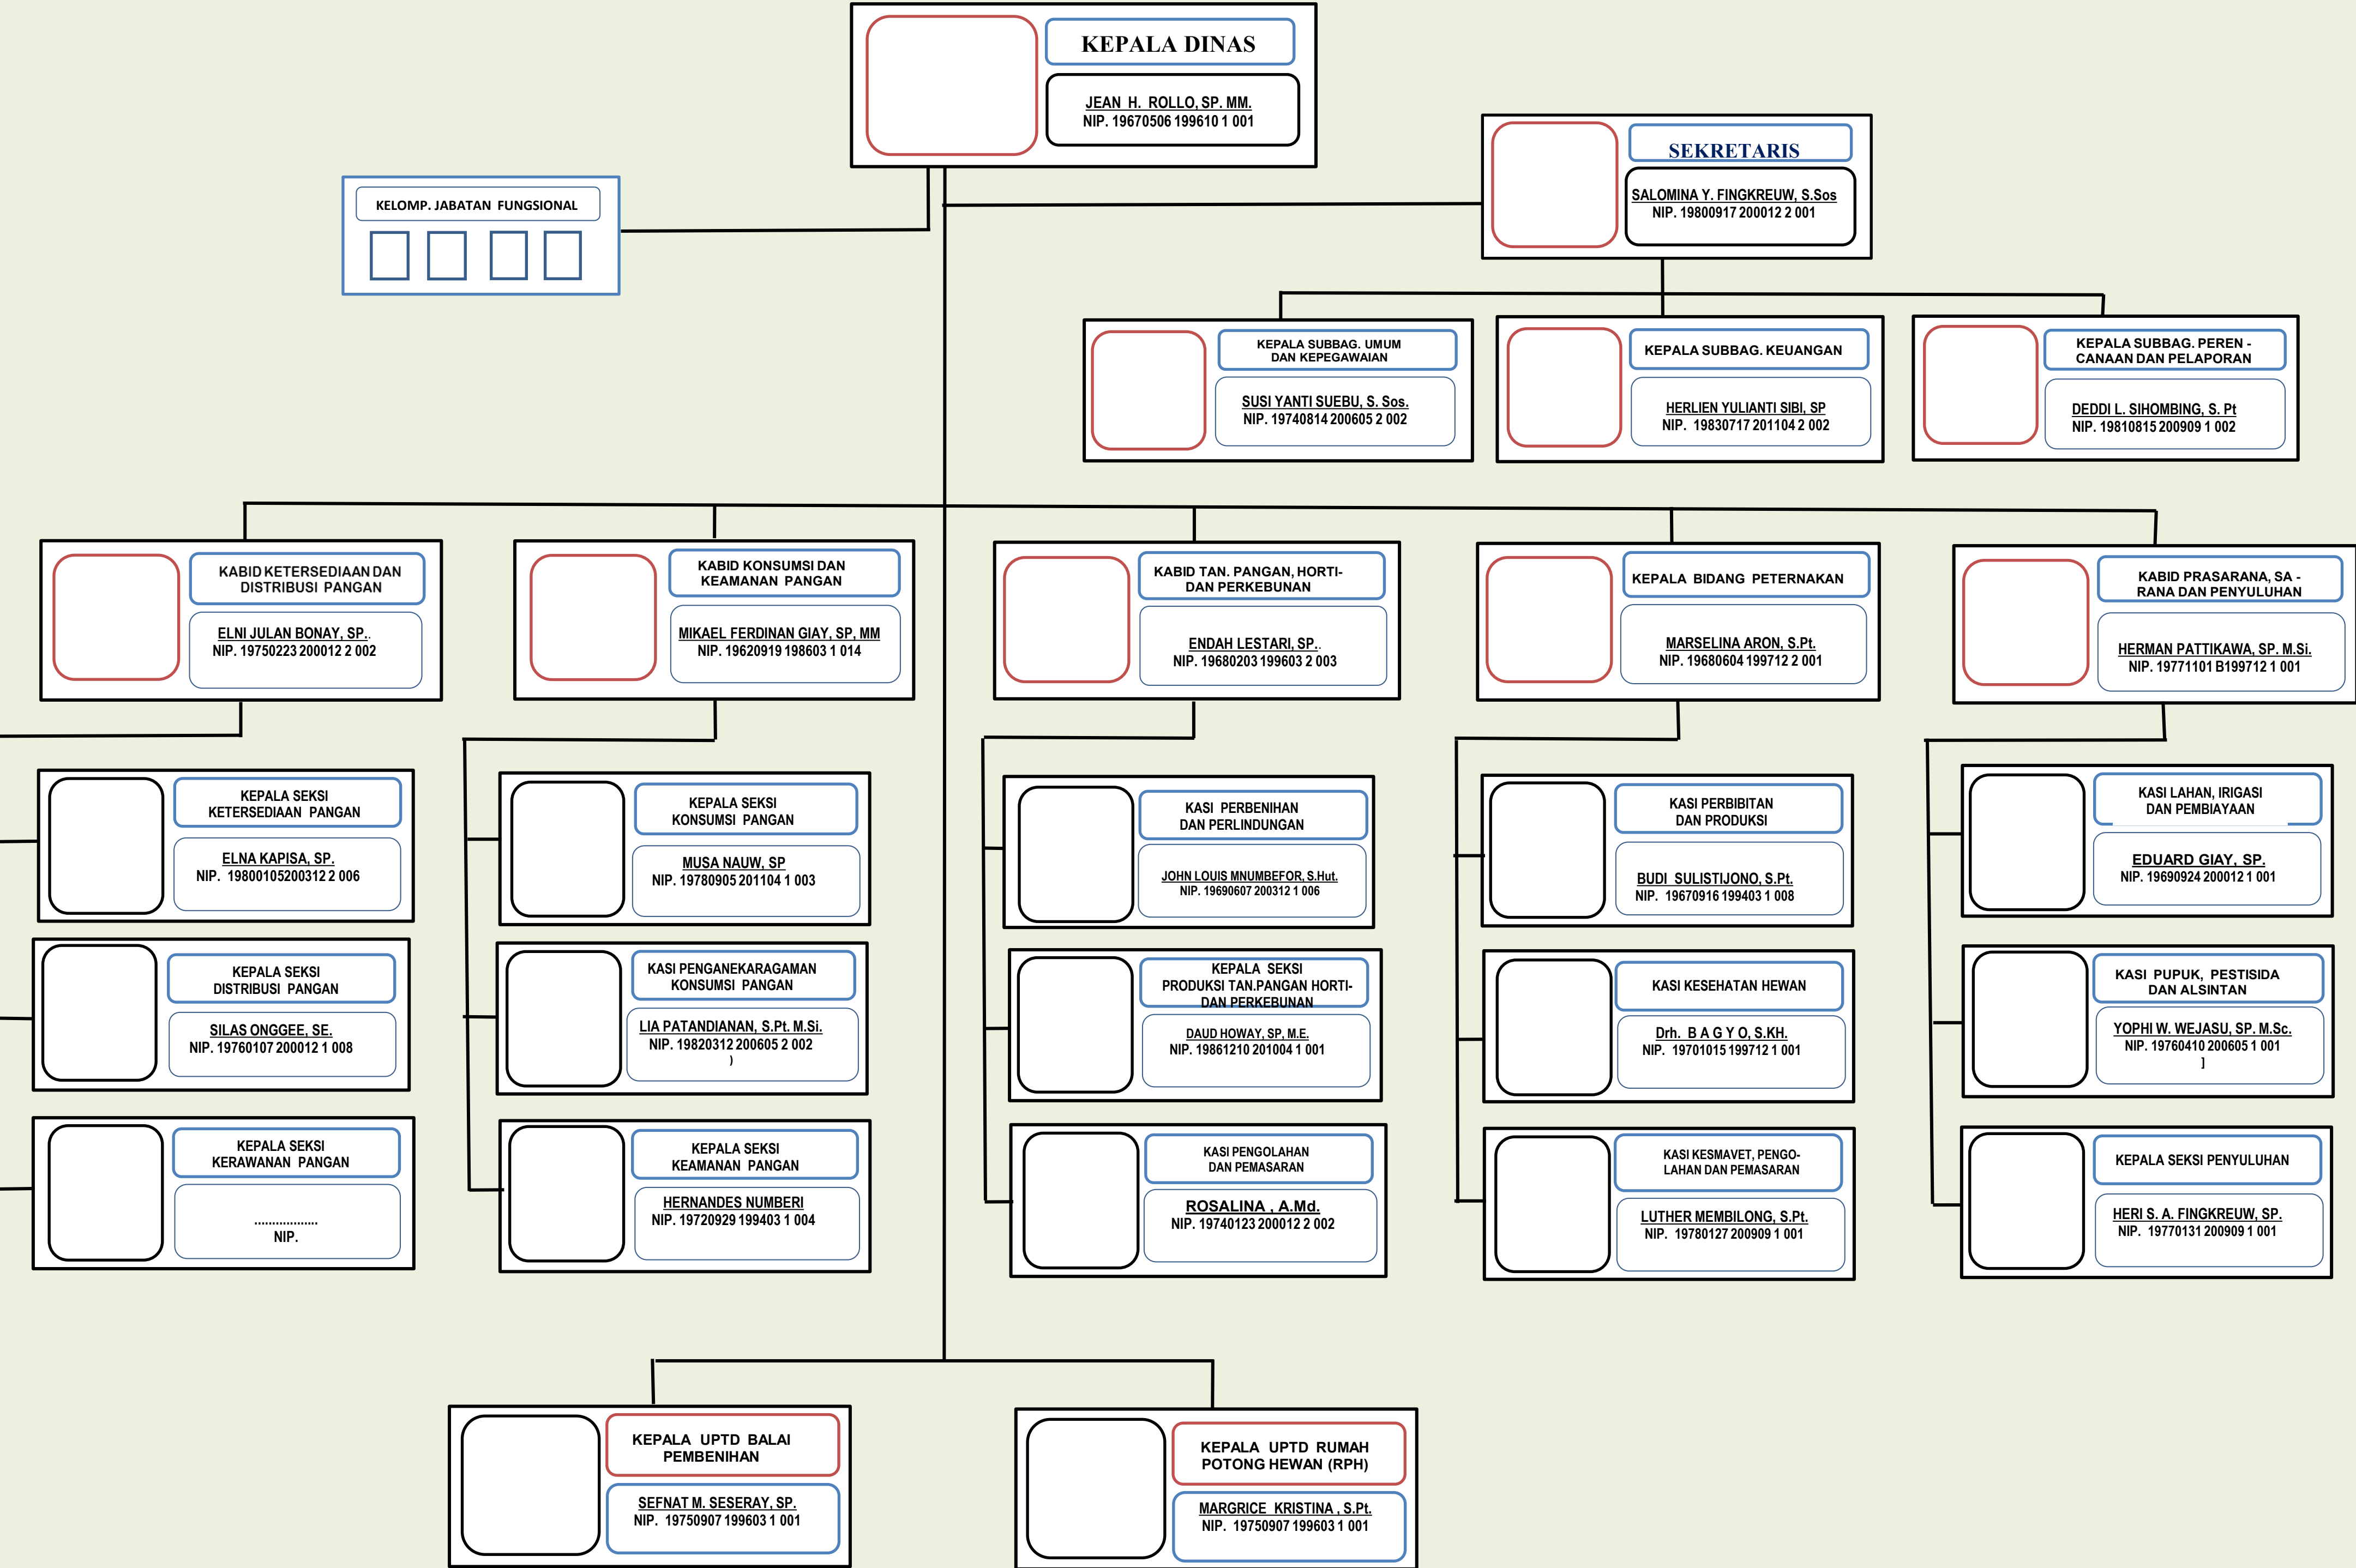 KEPALA DINAS
JEAN H. ROLLO, SP. MM.
NIP. 19670506 199610 1 001
SEKRETARIS
SALOMINA Y. FINGKREUW, S.Sos
NIP. 19800917 200012 2 001
KELOMP. JABATAN FUNGSIONAL
KEPALA SUBBAG. UMUM
DAN KEPEGAWAIAN
SUSI YANTI SUEBU, S. Sos.
NIP. 19740814 200605 2 002
KEPALA SUBBAG. KEUANGAN
HERLIEN YULIANTI SIBI, SP
NIP. 19830717 201104 2 002
KEPALA SUBBAG. PEREN -
CANAAN DAN PELAPORAN
DEDDI L. SIHOMBING, S. Pt
NIP. 19810815 200909 1 002
KABID KETERSEDIAAN DAN
DISTRIBUSI PANGAN
ELNI JULAN BONAY, SP..
NIP. 19750223 200012 2 002
KABID KONSUMSI DAN
KEAMANAN PANGAN
MIKAEL FERDINAN GIAY, SP, MM
NIP. 19620919 198603 1 014
KABID TAN. PANGAN, HORTI-
DAN PERKEBUNAN
ENDAH LESTARI, SP..
NIP. 19680203 199603 2 003
KEPALA BIDANG PETERNAKAN
MARSELINA ARON, S.Pt.
NIP. 19680604 199712 2 001
KABID PRASARANA, SA -
RANA DAN PENYULUHAN
HERMAN PATTIKAWA, SP. M.Si.
NIP. 19771101 B199712 1 001
KEPALA SEKSI
KETERSEDIAAN PANGAN
ELNA KAPISA, SP.
NIP. 19800105200312 2 006
KEPALA SEKSI
KONSUMSI PANGAN
MUSA NAUW, SP
NIP. 19780905 201104 1 003
KASI PERBENIHAN
DAN PERLINDUNGAN
JOHN LOUIS MNUMBEFOR, S.Hut.
NIP. 19690607 200312 1 006
KASI PERBIBITAN
DAN PRODUKSI
BUDI SULISTIJONO, S.Pt.
NIP. 19670916 199403 1 008
KASI LAHAN, IRIGASI
DAN PEMBIAYAAN
EDUARD GIAY, SP.
NIP. 19690924 200012 1 001
KEPALA SEKSI
DISTRIBUSI PANGAN
SILAS ONGGEE, SE.
NIP. 19760107 200012 1 008
KASI PENGANEKARAGAMAN
KONSUMSI PANGAN
LIA PATANDIANAN, S.Pt. M.Si.
NIP. 19820312 200605 2 002
)
KEPALA SEKSI
PRODUKSI TAN.PANGAN HORTI-
DAN PERKEBUNAN
DAUD HOWAY, SP, M.E.
NIP. 19861210 201004 1 001
KASI KESEHATAN HEWAN
Drh. B A G Y O, S.KH.
NIP. 19701015 199712 1 001
KASI PUPUK, PESTISIDA
DAN ALSINTAN
YOPHI W. WEJASU, SP. M.Sc.
NIP. 19760410 200605 1 001
]
KEPALA SEKSI
KERAWANAN PANGAN
..................
NIP.
KEPALA SEKSI
KEAMANAN PANGAN
HERNANDES NUMBERI
NIP. 19720929 199403 1 004
KASI PENGOLAHAN
DAN PEMASARAN
ROSALINA , A.Md.
NIP. 19740123 200012 2 002
KASI KESMAVET, PENGO-
LAHAN DAN PEMASARAN
LUTHER MEMBILONG, S.Pt.
NIP. 19780127 200909 1 001
KEPALA SEKSI PENYULUHAN
HERI S. A. FINGKREUW, SP.
NIP. 19770131 200909 1 001
KEPALA UPTD BALAI
PEMBENIHAN
SEFNAT M. SESERAY, SP.
NIP. 19750907 199603 1 001
KEPALA UPTD RUMAH
POTONG HEWAN (RPH)
MARGRICE KRISTINA , S.Pt.
NIP. 19750907 199603 1 001